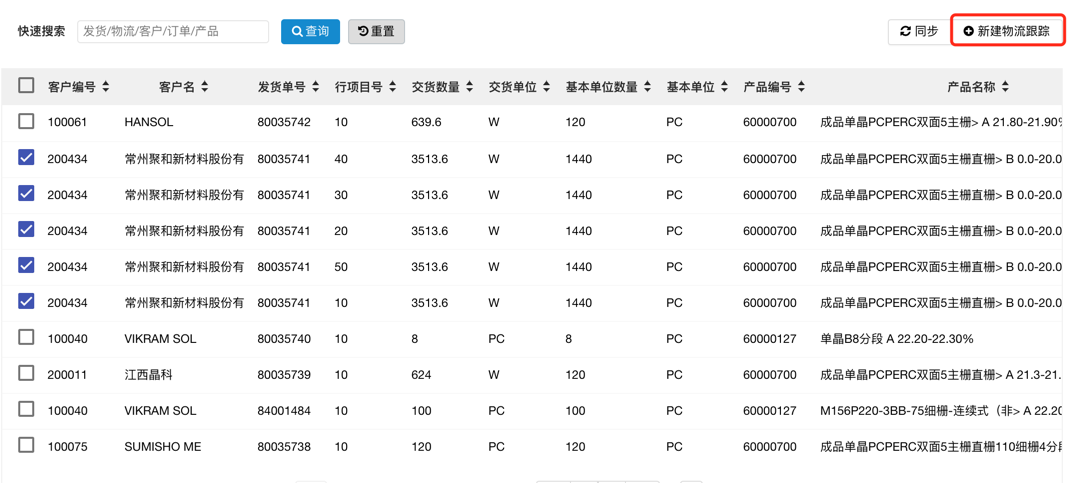 快速搜索 发货/物流/客户/订单/产品 查询 重置 同步 新建物流跟踪
客户编号 客户名 发货单号 行项目号 交货数量 交货单位 基本单位数量 基本单位 产品编号 产品名称
100061 HANSOL 80035742 10 639.6 W 120 PC 60000700 成品单晶PCPERC双面5主栅> A 21.80-21.90%
200434 常州聚和新材料股份有 80035741 40 3513.6 W 1440 PC 60000700 成品单晶PCPERC双面5主栅直栅> B 0.0-20.0
200434 常州聚和新材料股份有 80035741 30 3513.6 W 1440 PC 60000700 成品单晶PCPERC双面5主栅直栅> B 0.0-20.0
200434 常州聚和新材料股份有 80035741 20 3513.6 W 1440 PC 60000700 成品单晶PCPERC双面5主栅直栅> B 0.0-20.0
200434 常州聚和新材料股份有 80035741 50 3513.6 W 1440 PC 60000700 成品单晶PCPERC双面5主栅直栅> B 0.0-20.0
200434 常州聚和新材料股份有 80035741 10 3513.6 W 1440 PC 60000700 成品单晶PCPERC双面5主栅直栅> B 0.0-20.0
100040 VIKRAM SOL 80035740 10 8 PC 8 PC 60000127 单晶B8分段 A 22.20-22.30%
200011 江西晶科 80035739 10 624 W 120 PC 60000700 成品单晶PCPERC双面5主栅直栅> A 21.3-21.
100040 VIKRAM SOL 84001484 10 100 PC 100 PC 60000127 M156P220-3BB-75细栅-连续式（非> A 22.20
100075 SUMISHO ME 80035738 10 120 PC 120 PC 60000700 成品单晶PCPERC双面5主栅直栅110细栅4分段